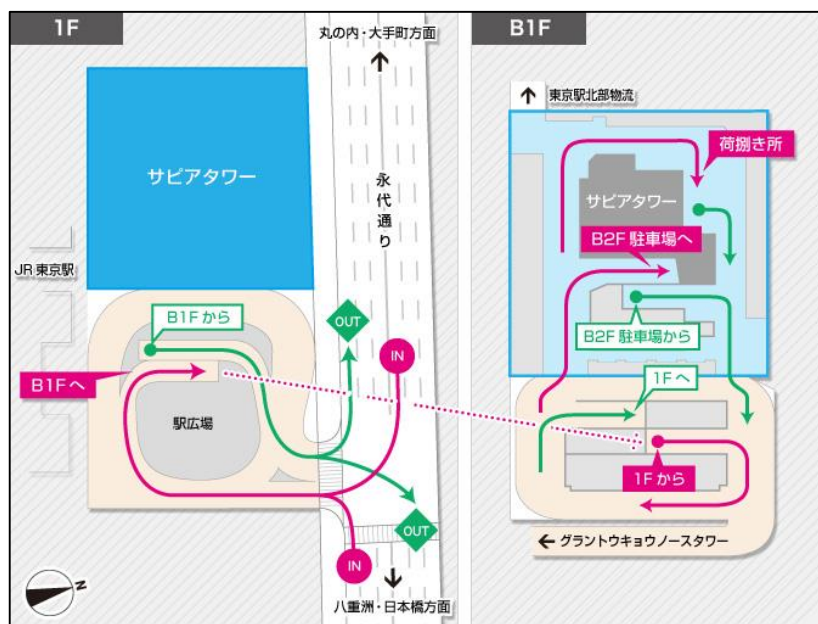 1F
丸の内・大手町方面
サピアタワー
永代通り
JR東京駅
B1Fから
OUT
IN
B1Fへ
駅広場
OUT
IN
N
八重洲・日本橋方面
B1F
東京駅北部物流
荷捌き所
サピアタワー
B2F 駐車場へ
B2F 駐車場から
1Fへ
1Fから
グラントウキョウノースタワー